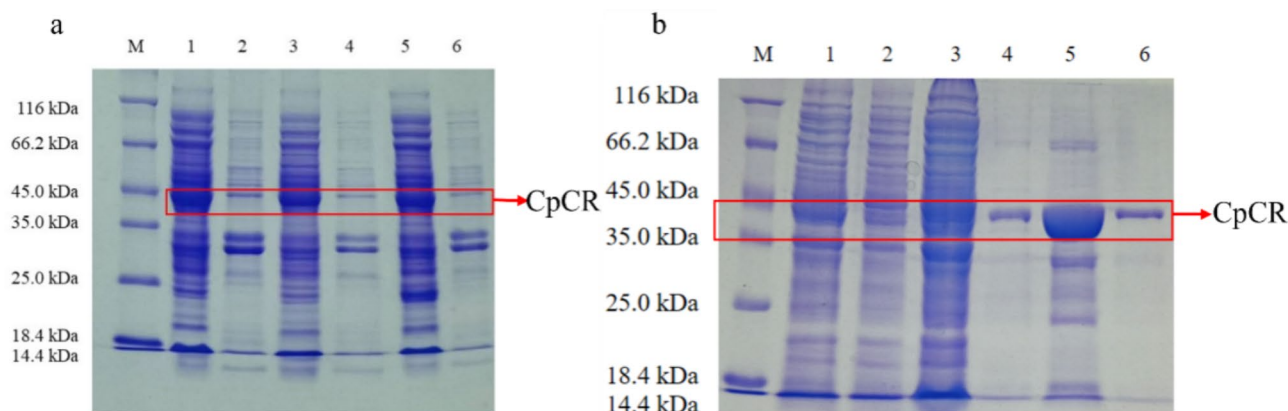 a
M 1 2 3 4 5 6
116 kDa
66.2 kDa
45.0 kDa
35.0 kDa
25.0 kDa
18.4 kDa
14.4 kDa
CpCR
b
M 1 2 3 4 5 6
116 kDa
66.2 kDa
45.0 kDa
35.0 kDa
25.0 kDa
18.4 kDa
14.4 kDa
CpCR